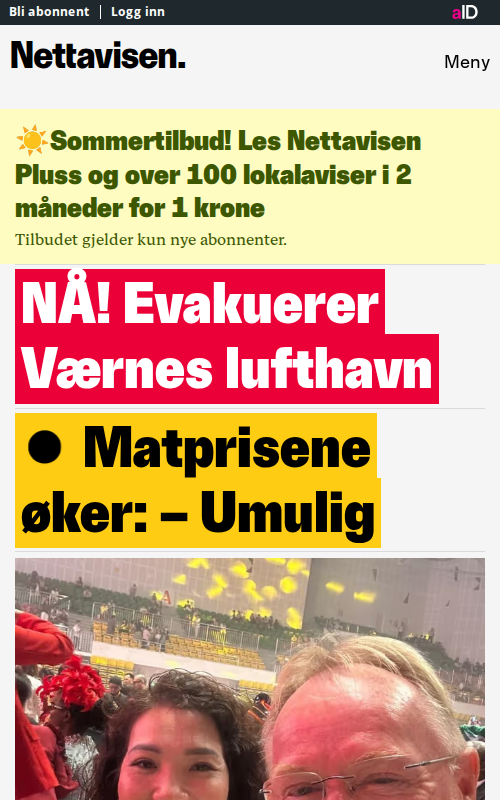 Bli abonnent | Logg inn
aID
Nettavisen.
Meny
☀️Sommertilbud! Les Nettavisen
Pluss og over 100 lokalaviser i 2
måneder for 1 krone
Tilbudet gjelder kun nye abonnenter.
NÅ! Evakuerer
Værnes lufthavn
● Matprisene
øker: – Umulig